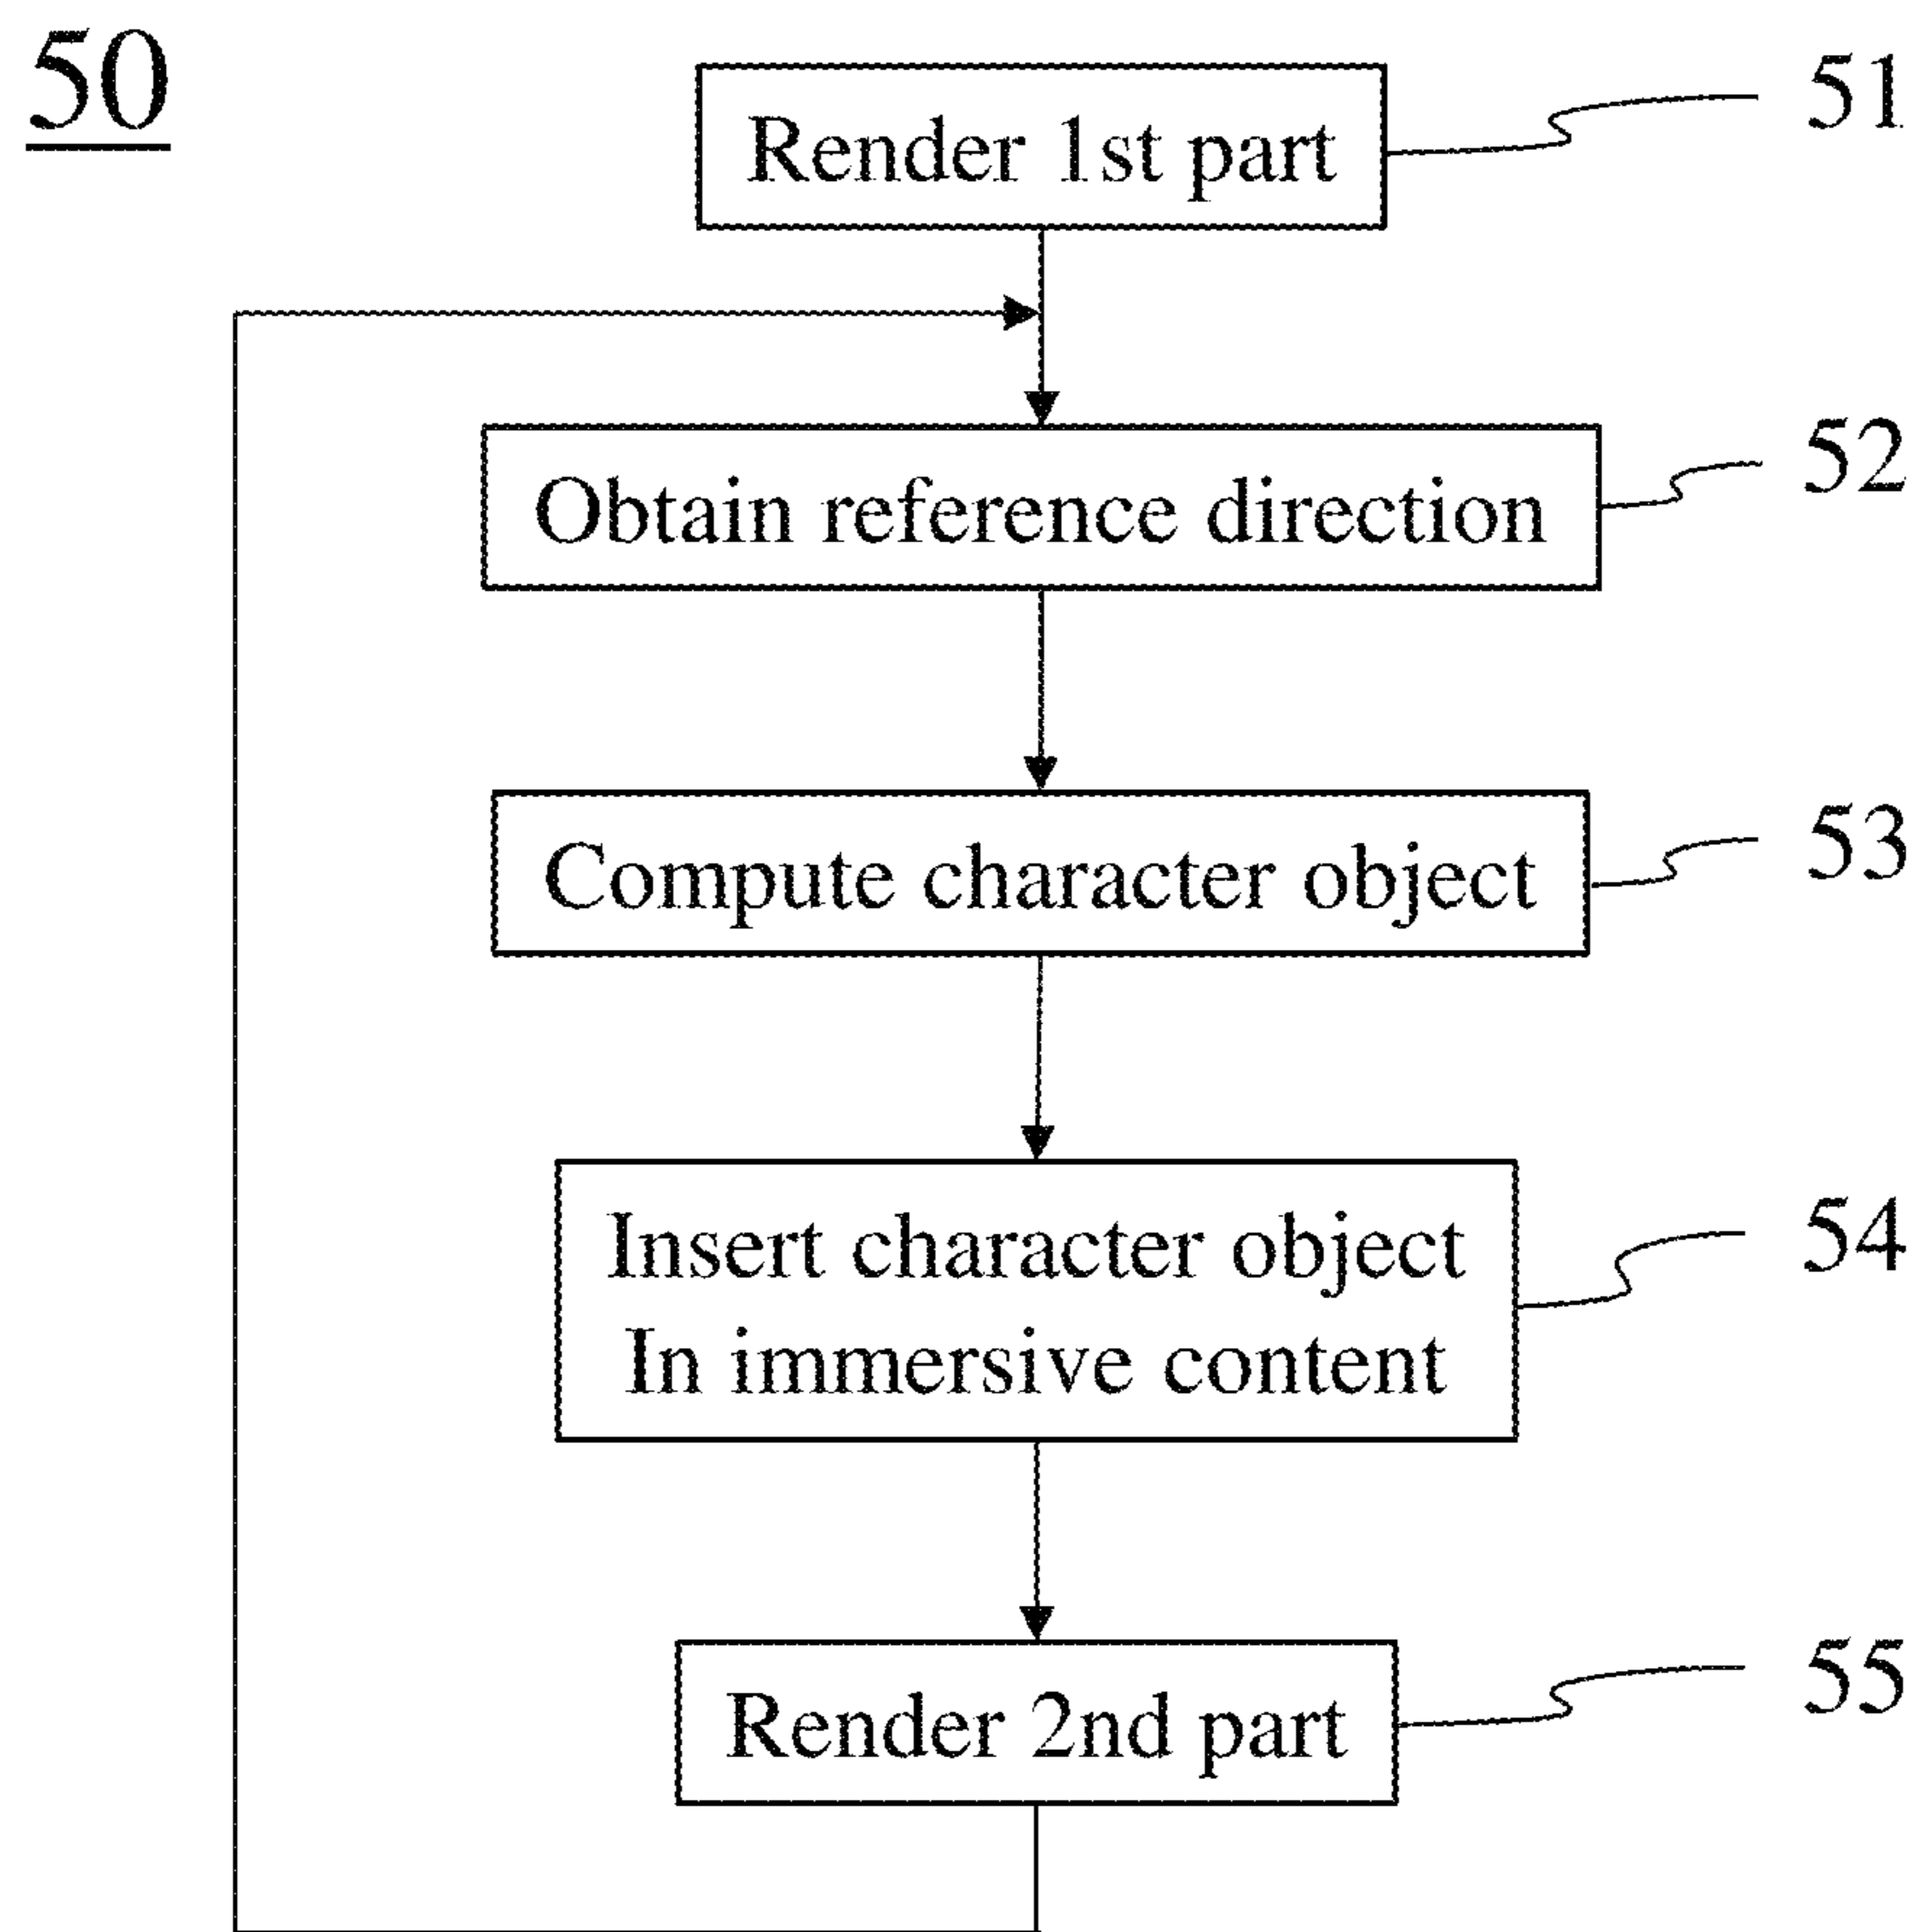 50
Render 1st part
51
Obtain reference direction
52
Compute character object
53
Insert character object
In immersive content
54
Render 2nd part
55